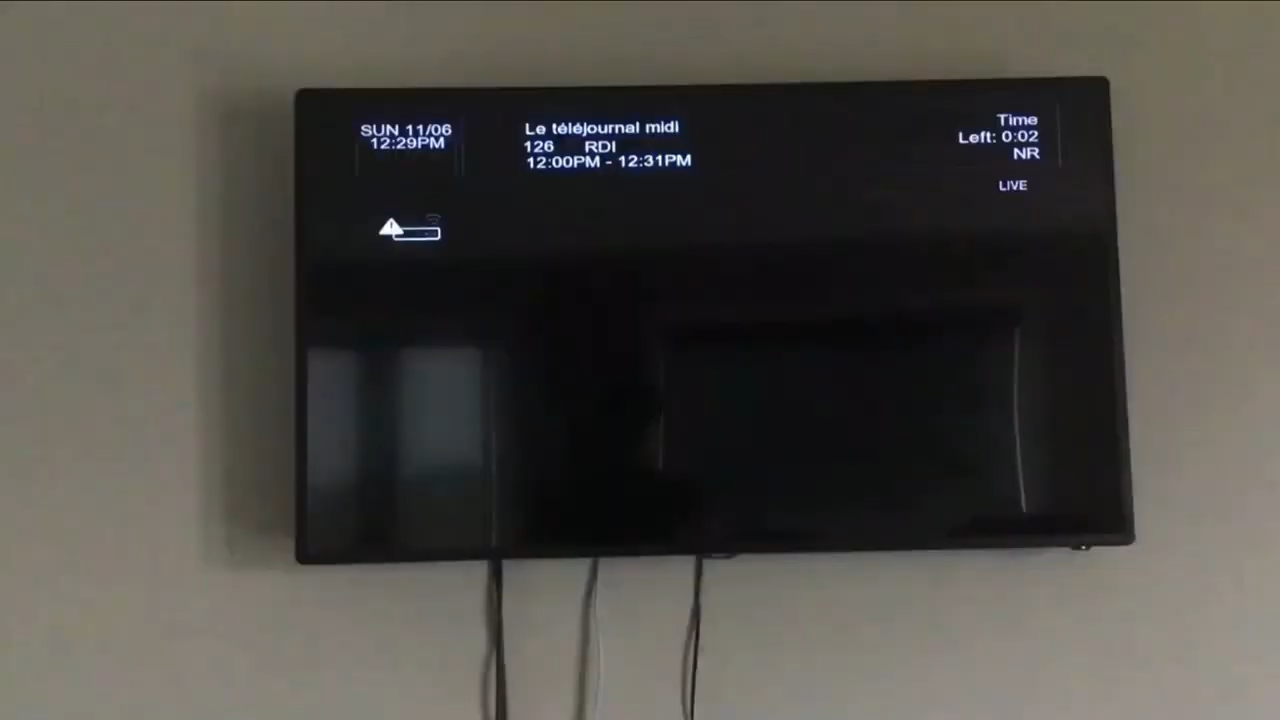 SUN 11/06
12:29PM
Le téléjournal midi
126 RDI
12:00PM - 12:31PM
Time
Left: 0:02
NR
LIVE